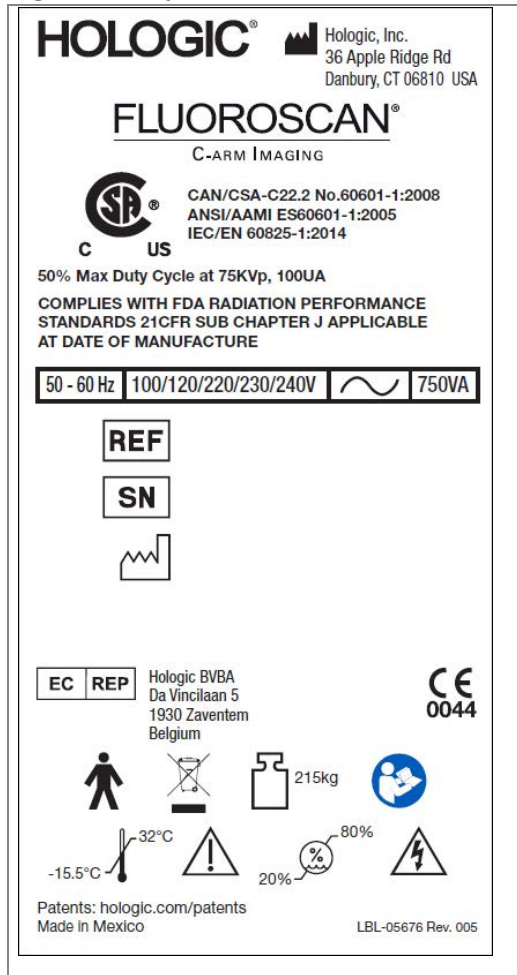 HOLOGIC®
Hologic, Inc.
36 Apple Ridge Rd
Danbury, CT 06810 USA
FLUOROSCAN®
C-ARM IMAGING
CSA ®
C US
CAN/CSA-C22.2 No.60601-1:2008
ANSI/AAMI ES60601-1:2005
IEC/EN 60825-1:2014
50% Max Duty Cycle at 75KVp, 100UA
COMPLIES WITH FDA RADIATION PERFORMANCE
STANDARDS 21CFR SUB CHAPTER J APPLICABLE
AT DATE OF MANUFACTURE
50 - 60 Hz 100/120/220/230/240V 750VA
REF
SN
EC REP
Hologic BVBA
Da Vincilaan 5
1930 Zaventem
Belgium
CE
0044
215kg
32°C
-15.5°C
80%
%
20%
Patents: hologic.com/patents
Made in Mexico
LBL-05676 Rev. 005